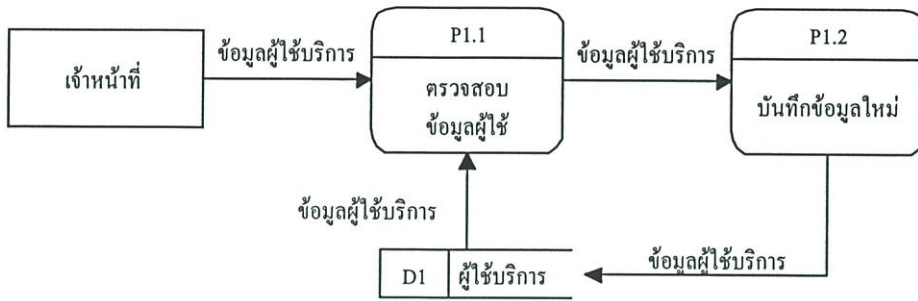 เจ้าหน้าที่
ข้อมูลผู้ใช้บริการ
P1.1
ตรวจสอบ
ข้อมูลผู้ใช้
ข้อมูลผู้ใช้บริการ
P1.2
บันทึกข้อมูลใหม่
ข้อมูลผู้ใช้บริการ
D1 ผู้ใช้บริการ
ข้อมูลผู้ใช้บริการ